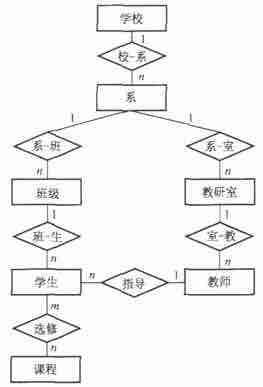 学校
1
校-系
n
系
1 1
系-班 系-室
n n
班级 教研室
1 1
班-生 室-教
n n
学生 n 指导 1 教师
m
选修
n
课程